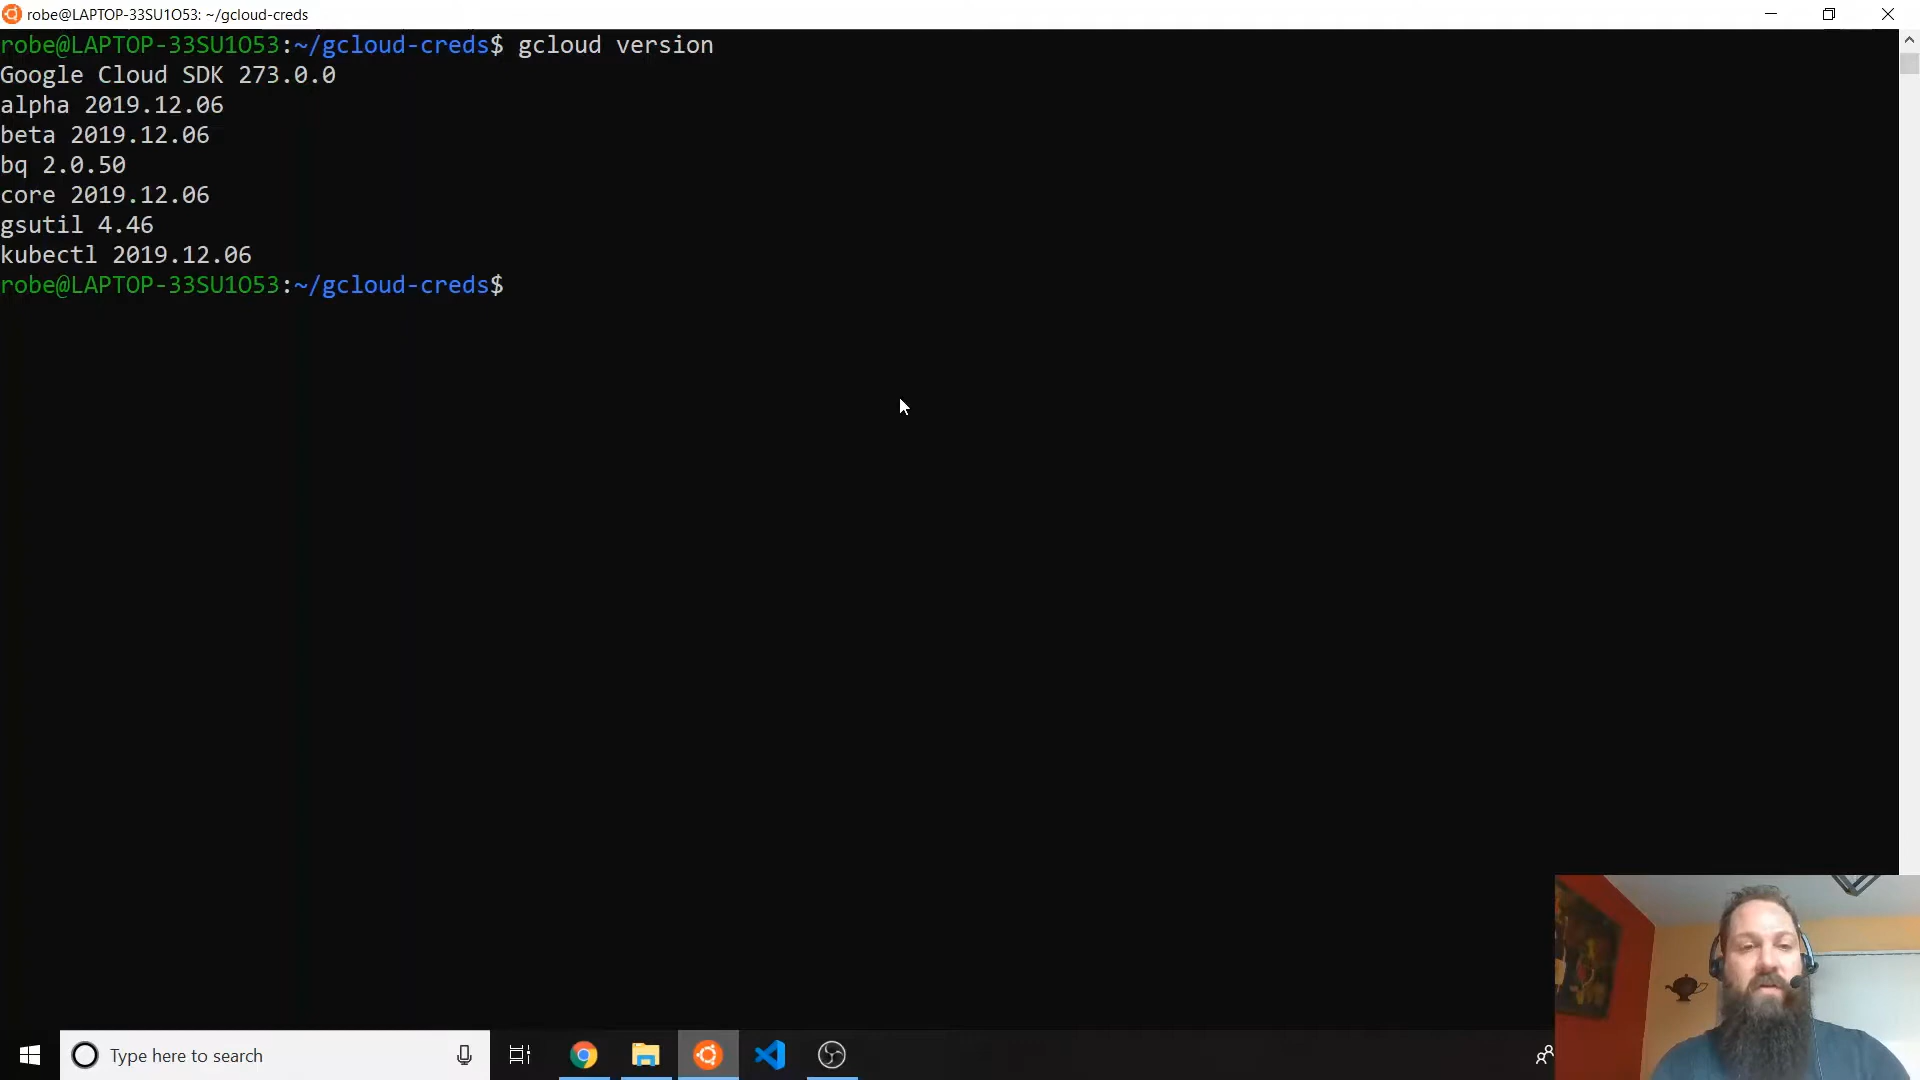 robe@LAPTOP-33SU1O53: ~/gcloud-creds
robe@LAPTOP-33SU1O53:~/gcloud-creds$ gcloud version
Google Cloud SDK 273.0.0
alpha 2019.12.06
beta 2019.12.06
bq 2.0.50
core 2019.12.06
gsutil 4.46
kubectl 2019.12.06
robe@LAPTOP-33SU1O53:~/gcloud-creds$
Type here to search